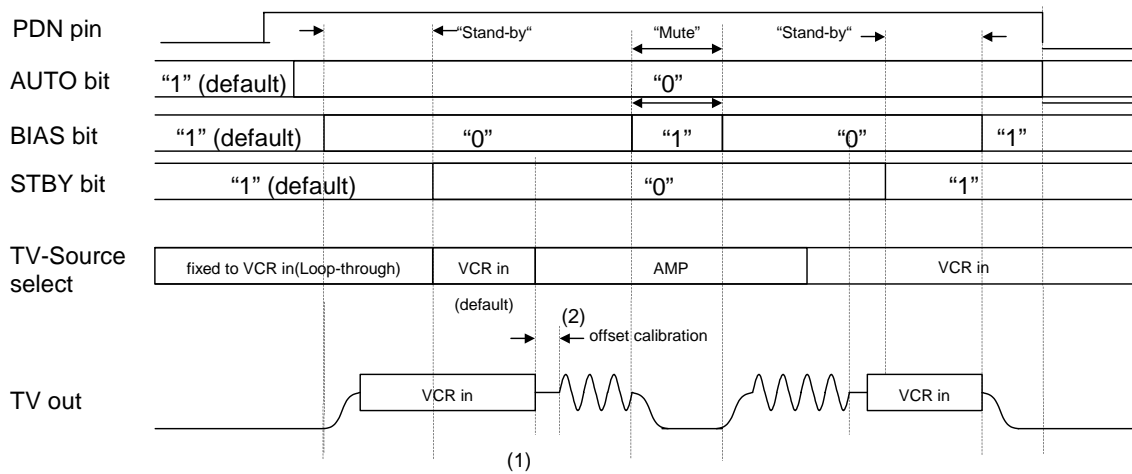 PDN pin
“Stand-by“ “Mute” “Stand-by“
AUTO bit “1” (default) “0”
BIAS bit “1” (default) “0” “1” “0” “1”
STBY bit “1” (default) “0” “1”
TV-Source
select
fixed to VCR in(Loop-through) VCR in AMP VCR in
(default)
(2)
offset calibration
TV out VCR in VCR in
(1)